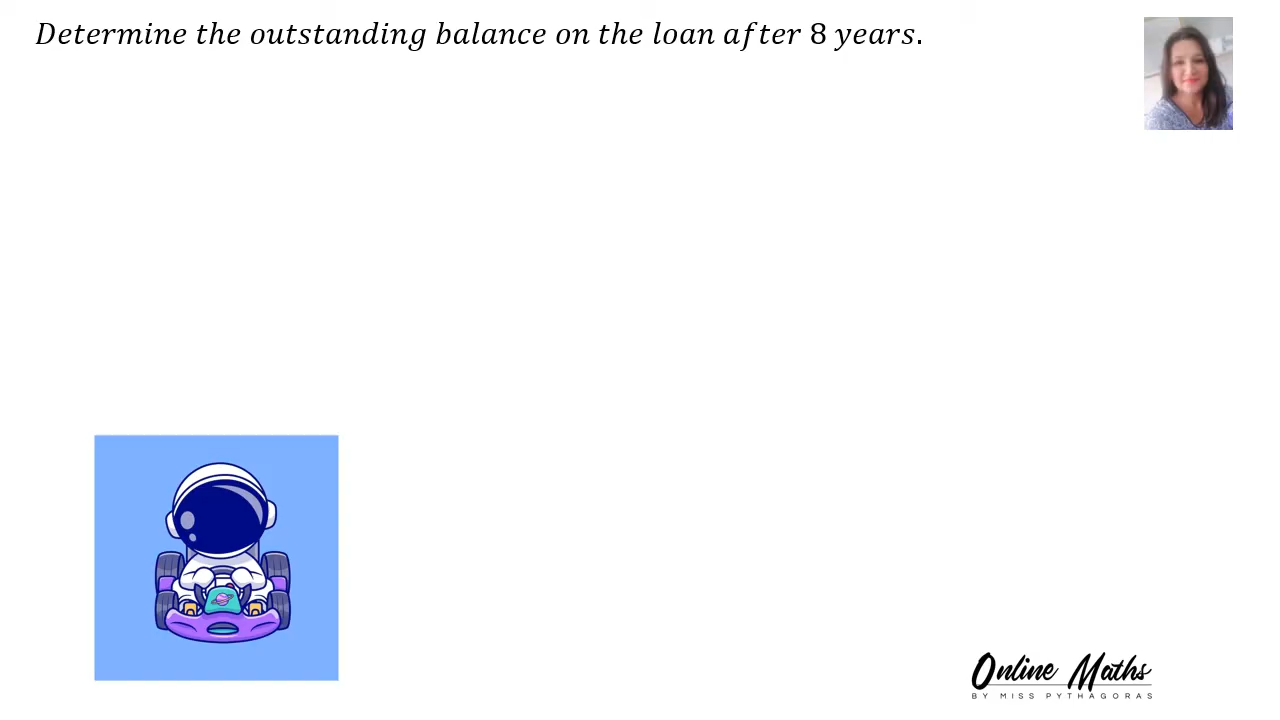 Determine the outstanding balance on the loan after 8 years.
Online Maths
BY MISS PYTHAGORAS